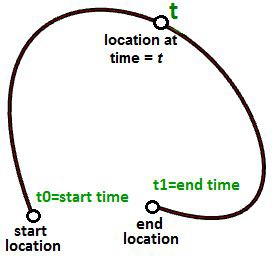 t
location at
time = t
t0=start time
t1=end time
start
location
end
location